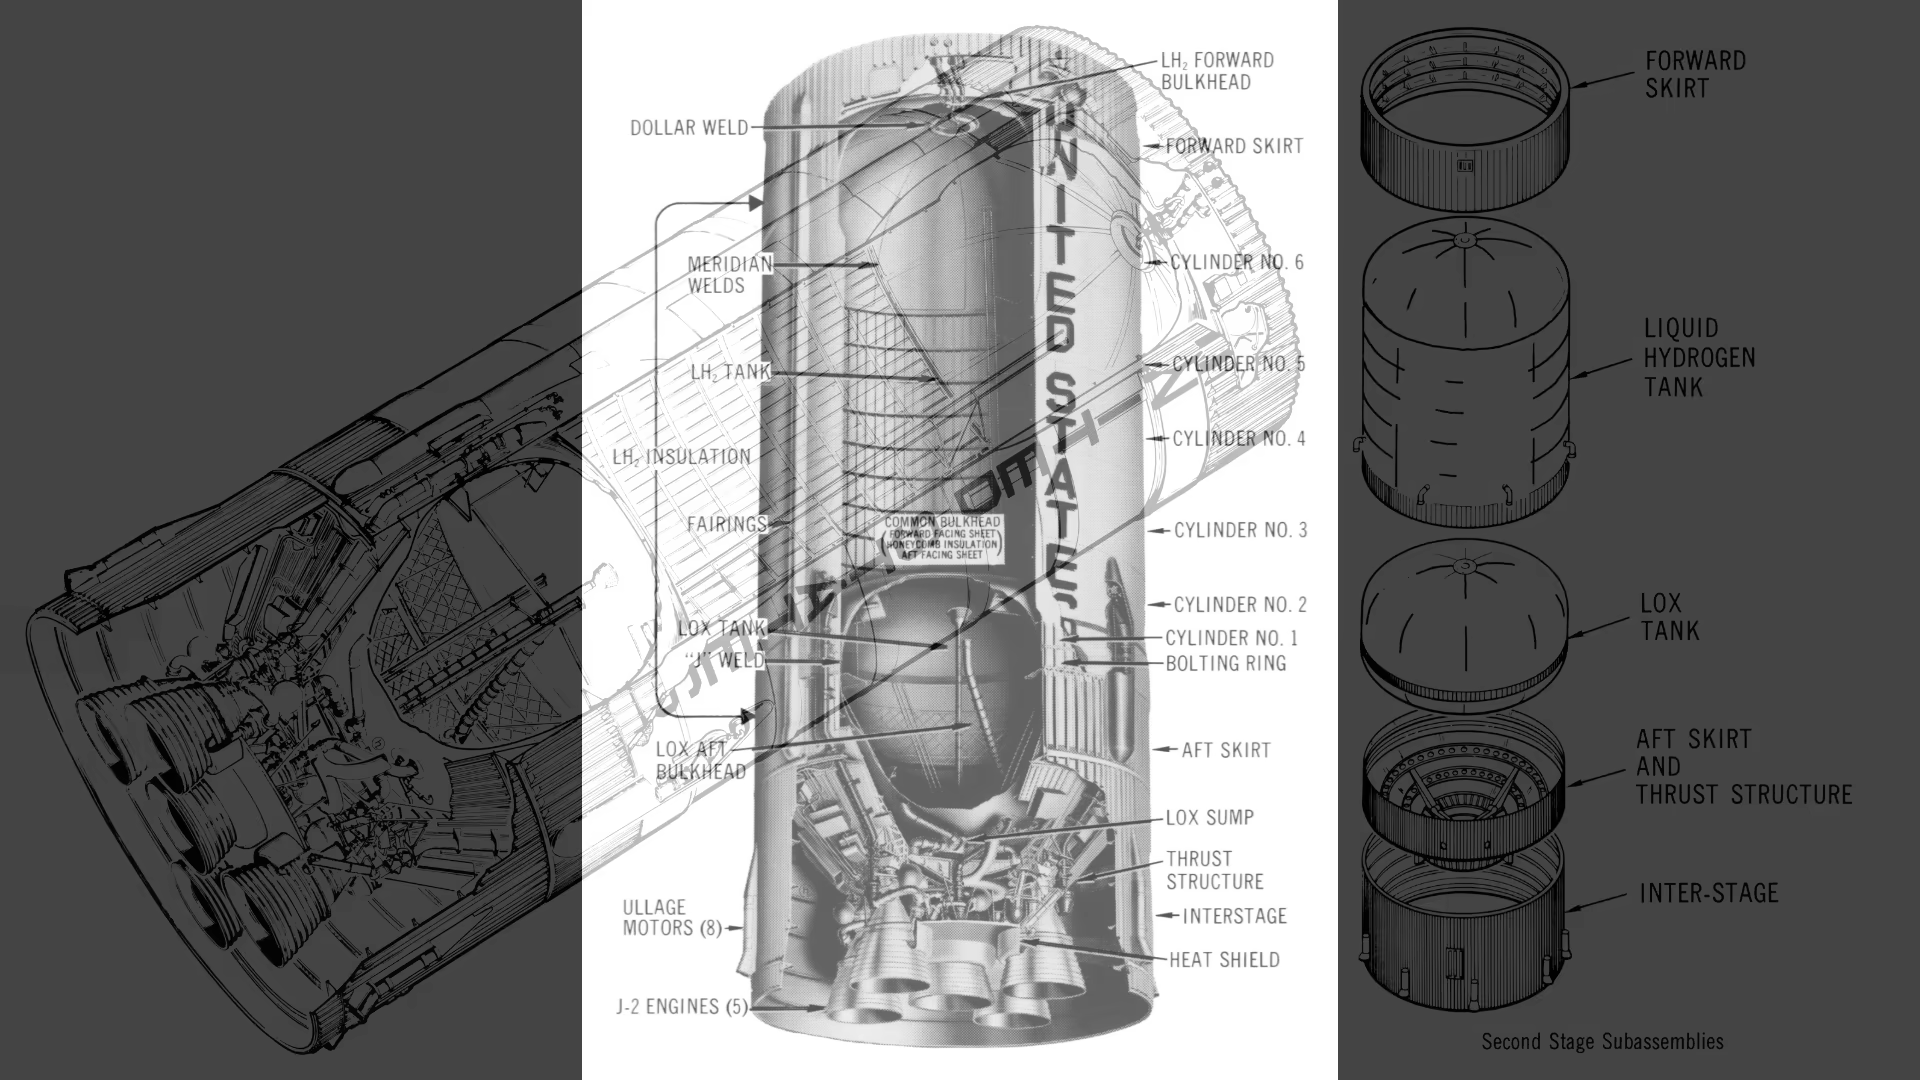 LH₂ FORWARD
BULKHEAD
DOLLAR WELD
FORWARD SKIRT
MERIDIAN
WELDS
CYLINDER NO. 6
LH₂ TANK
CYLINDER NO. 5
CYLINDER NO. 4
LH₂ INSULATION
FAIRINGS
COMMON BULKHEAD
FORWARD FACING SHEET
HONEYCOMB INSULATION
AFT FACING SHEET
CYLINDER NO. 3
CYLINDER NO. 2
LOX TANK
CYLINDER NO. 1
"J" WELD
BOLTING RING
LOX AFT
BULKHEAD
AFT SKIRT
LOX SUMP
THRUST
STRUCTURE
ULLAGE
MOTORS (8)
INTERSTAGE
HEAT SHIELD
J-2 ENGINES (5)
UNITED STATES
FORWARD
SKIRT
LIQUID
HYDROGEN
TANK
LOX
TANK
AFT SKIRT
AND
THRUST STRUCTURE
INTER-STAGE
Second Stage Subassemblies